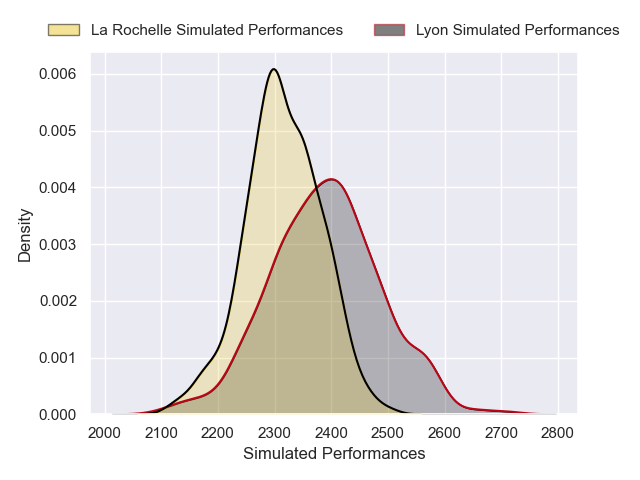 La Rochelle Simulated Performances Lyon Simulated Performances
0.006
0.005
0.004
0.003
0.002
0.001
0.000
Density
2000 2100 2200 2300 2400 2500 2600 2700 2800
Simulated Performances